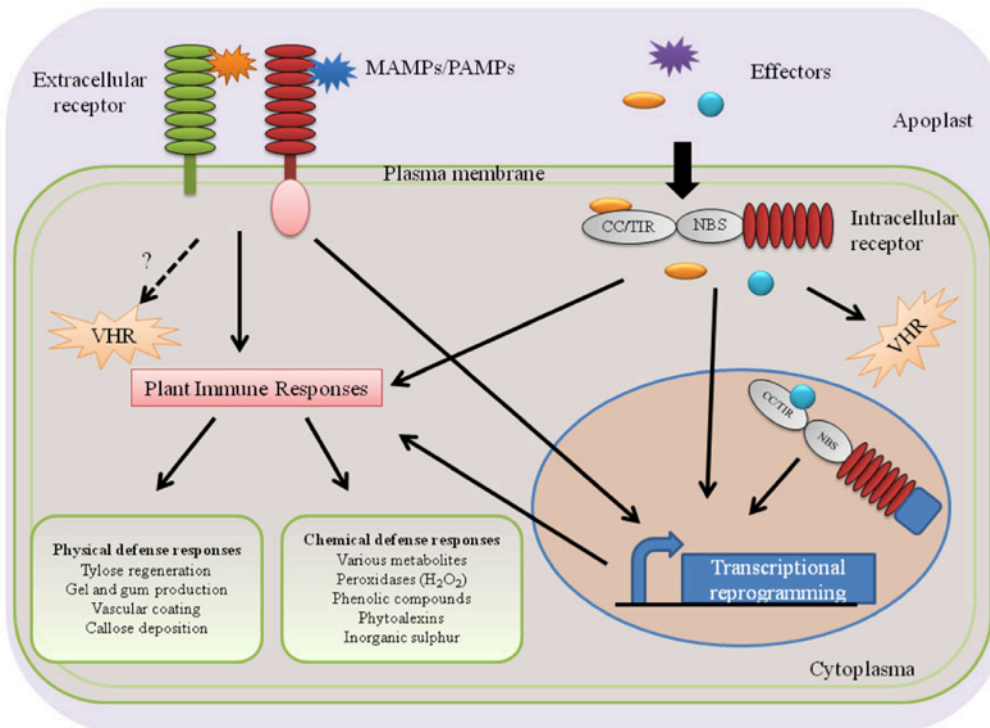 Extracellular
receptor
MAMPs/PAMPs
Effectors
Apoplast
Plasma membrane
CC/TIR
NBS
Intracellular
receptor
?
VHR
VHR
Plant Immune Responses
CC/TIR
NBS
Physical defense responses
Tylose regeneration
Gel and gum production
Vascular coating
Callose deposition
Chemical defense responses
Various metabolites
Peroxidases (H₂O₂)
Phenolic compounds
Phytoalexins
Inorganic sulphur
Transcriptional
reprogramming
Cytoplasma